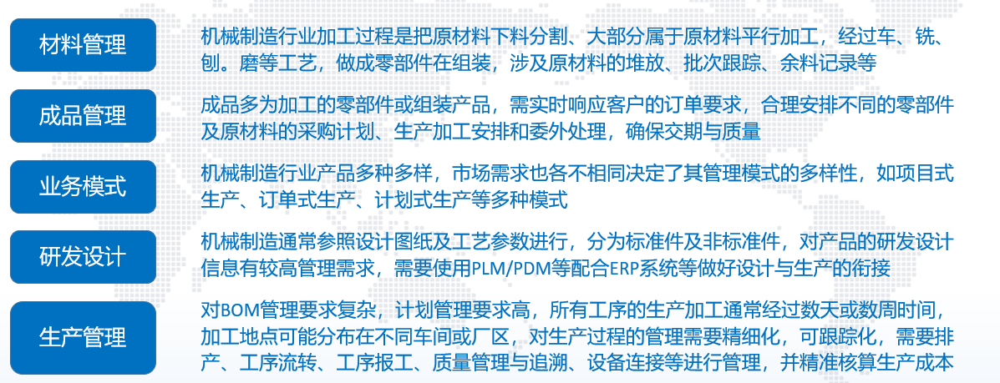 材料管理
机械制造行业加工过程是把原材料下料分割、大部分属于原材料平行加工，经过车、铣、
刨。磨等工艺，做成零部件在组装，涉及原材料的堆放、批次跟踪、余料记录等
成品管理
成品多为加工的零部件或组装产品，需实时响应客户的订单要求，合理安排不同的零部件
及原材料的采购计划、生产加工安排和委外处理，确保交期与质量
业务模式
机械制造行业产品多种多样，市场需求也各不相同决定了其管理模式的多样性，如项目式
生产、订单式生产、计划式生产等多种模式
研发设计
机械制造通常参照设计图纸及工艺参数进行，分为标准件及非标准件，对产品的研发设计
信息有较高管理需求，需要使用PLM/PDM等配合ERP系统等做好设计与生产的衔接
生产管理
对BOM管理要求复杂，计划管理要求高，所有工序的生产加工通常经过数天或数周时间，
加工地点可能分布在不同车间或厂区，对生产过程的管理需要精细化，可跟踪化，需要排
产、工序流转、工序报工、质量管理与追溯、设备连接等进行管理，并精准核算生产成本